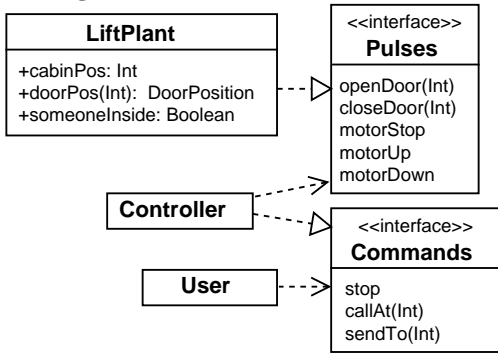 LiftPlant
+cabinPos: Int
+doorPos(Int): DoorPosition
+someoneInside: Boolean
<<interface>>
Pulses
openDoor(Int)
closeDoor(Int)
motorStop
motorUp
motorDown
Controller
User
<<interface>>
Commands
stop
callAt(Int)
sendTo(Int)